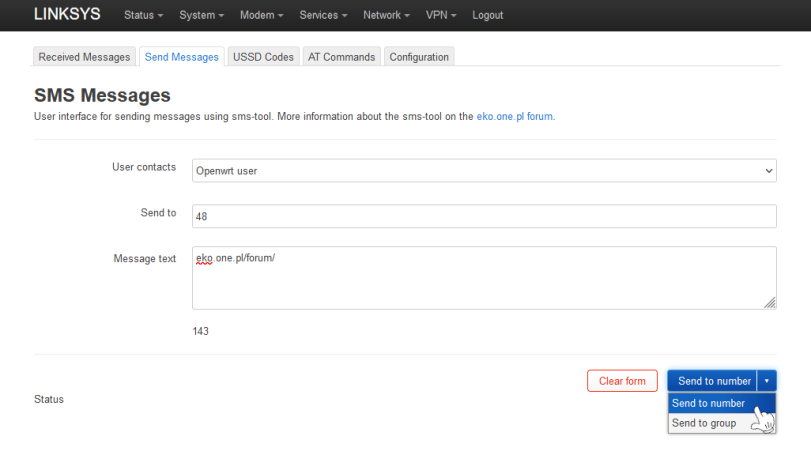 LINKSYS Status System Modem Services Network VPN Logout
Received Messages Send Messages USSD Codes AT Commands Configuration
SMS Messages
User interface for sending messages using sms-tool. More information about the sms-tool on the eko.one.pl forum.
User contacts Openwrt user
Send to 48
Message text eko.one.pl/forum/
143
Clear form Send to number
Status
Send to number
Send to group